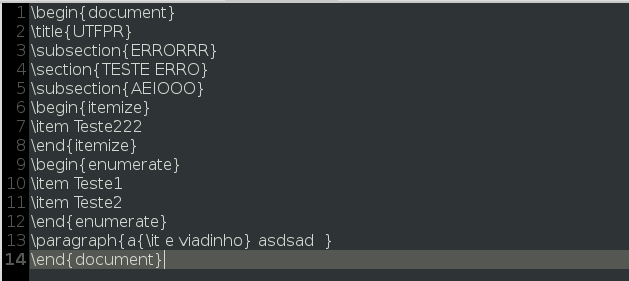 1 \begin{document}
2 \title{UTFPR}
3 \subsection{ERRORRR}
4 \section{TESTE ERRO}
5 \subsection{AEIOOO}
6 \begin{itemize}
7 \item Teste222
8 \end{itemize}
9 \begin{enumerate}
10 \item Teste1
11 \item Teste2
12 \end{enumerate}
13 \paragraph{a{\it e viadinho} asdsad  }
14 \end{document}